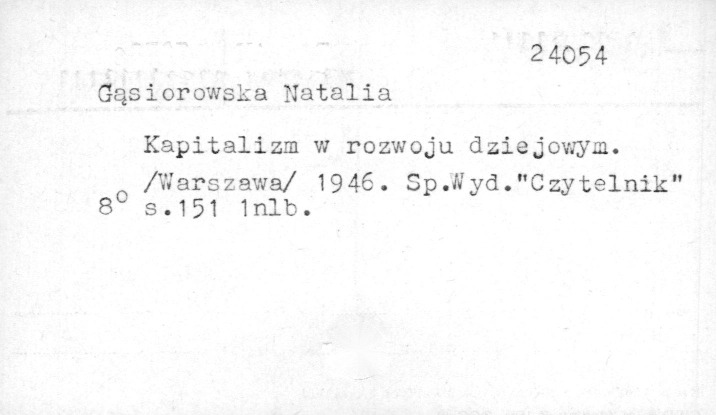 24054
Gąsiorowska Natalia
Kapitalizm w rozwoju dziejowym.
/Warszawa/ 1946. Sp.Wyd."Czytelnik"
8° s.151 1nlb.